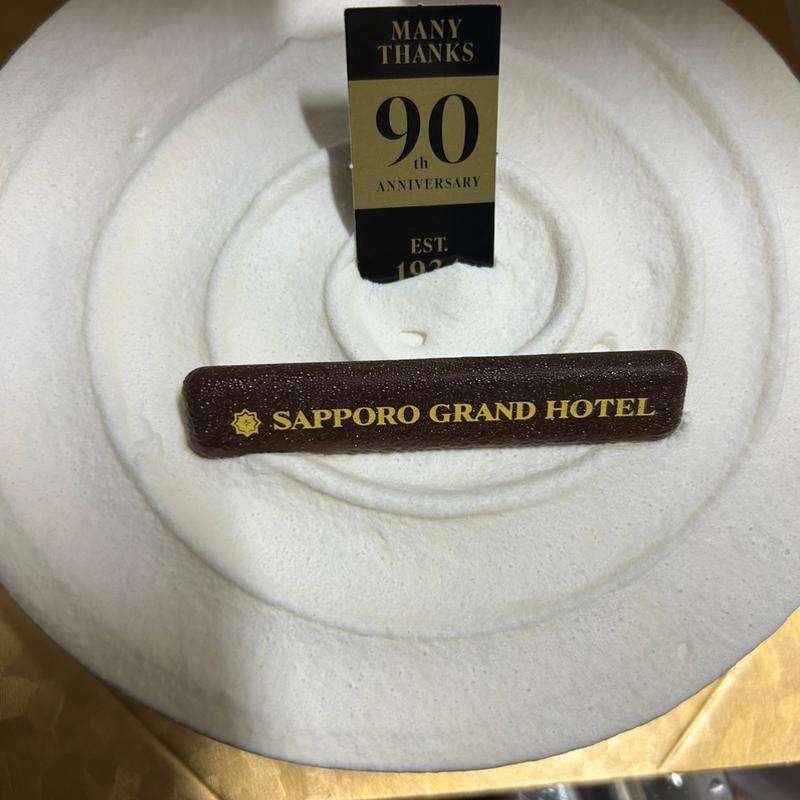 MANY
THANKS
90
th
ANNIVERSARY
EST.
SAPPORO GRAND HOTEL